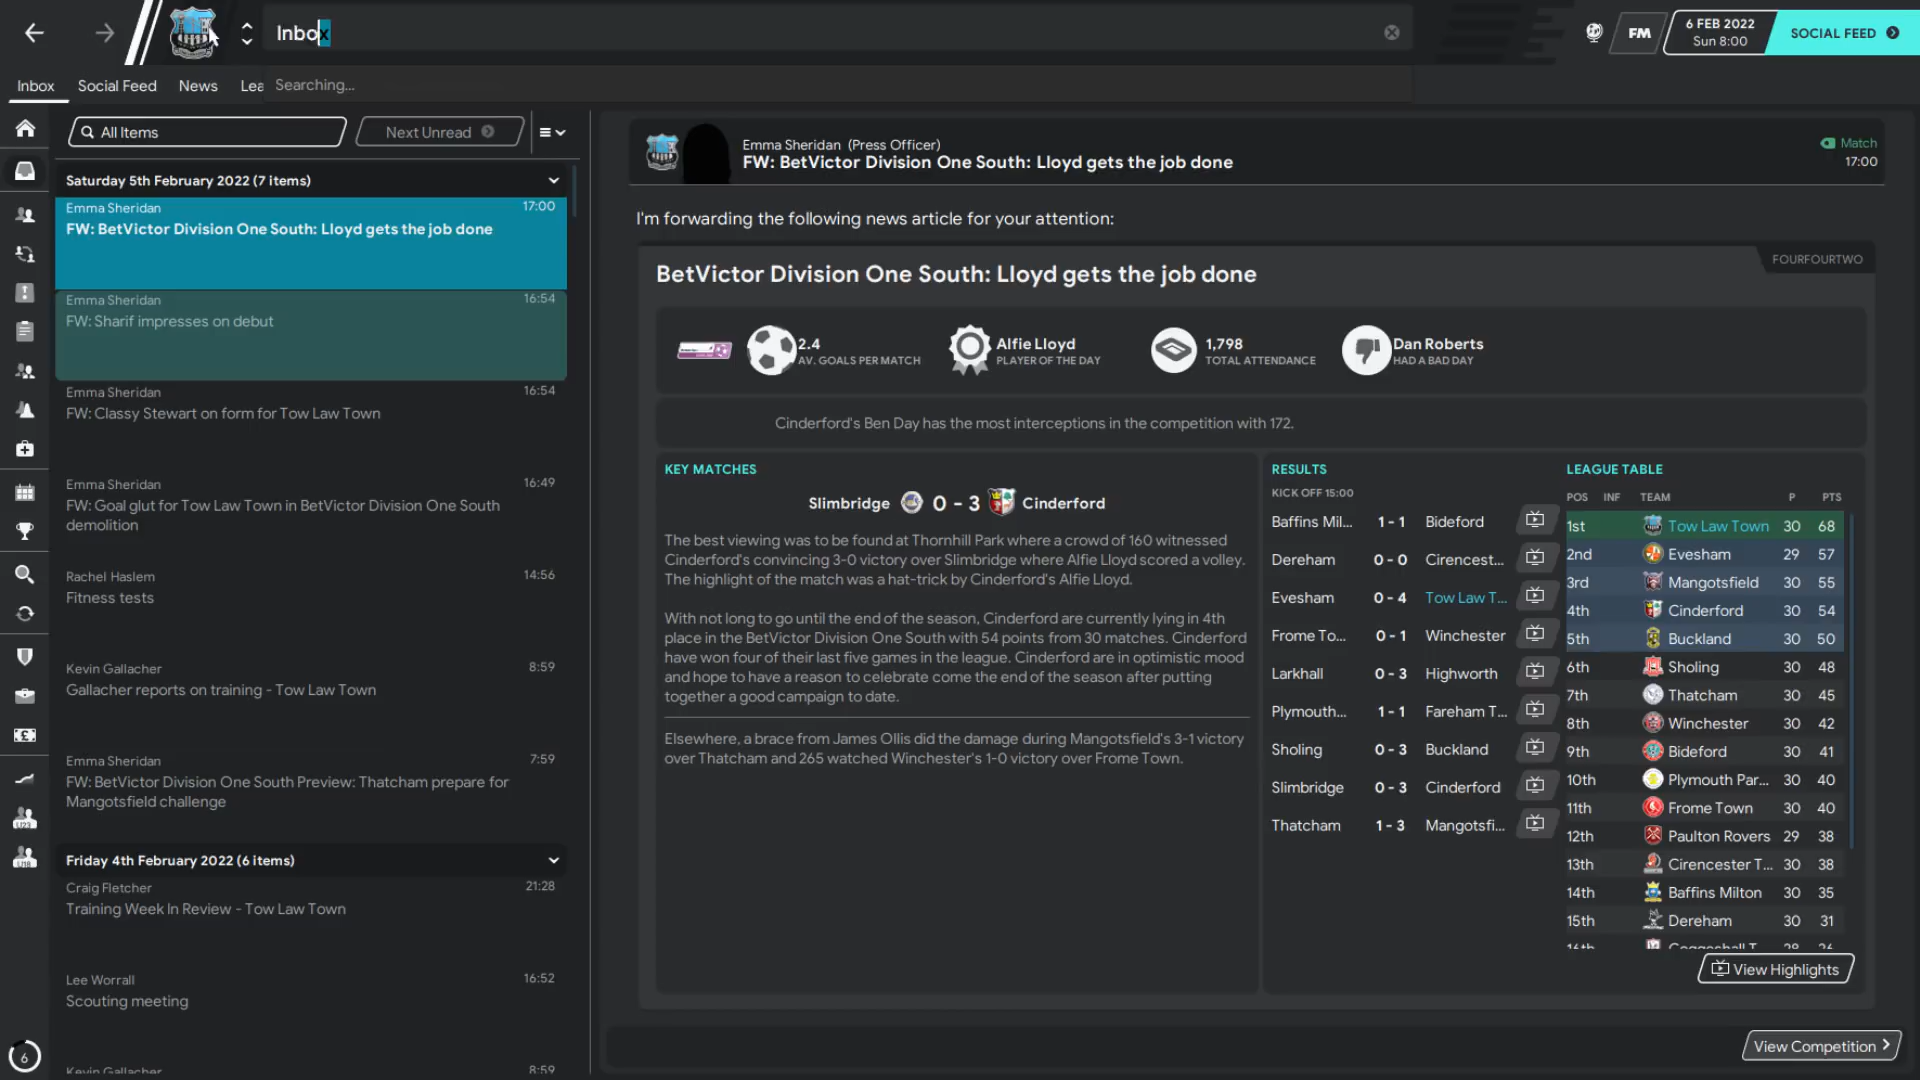 Inbox
FM
6 FEB 2022
Sun 8:00
SOCIAL FEED
Inbox
Social Feed
News
Lea
Searching...
All Items
Next Unread
Saturday 5th February 2022 (7 items)
Emma Sheridan 17:00
FW: BetVictor Division One South: Lloyd gets the job done
Emma Sheridan 16:54
FW: Sharif impresses on debut
Emma Sheridan 16:54
FW: Classy Stewart on form for Tow Law Town
Emma Sheridan 16:49
FW: Goal glut for Tow Law Town in BetVictor Division One South
demolition
Rachel Haslem 14:56
Fitness tests
Kevin Gallacher 8:59
Gallacher reports on training - Tow Law Town
Emma Sheridan 7:59
FW: BetVictor Division One South Preview: Thatcham prepare for
Mangotsfield challenge
Friday 4th February 2022 (6 items)
Craig Fletcher 21:28
Training Week In Review - Tow Law Town
Lee Worrall 16:52
Scouting meeting
Kevin Gallacher 8:59
U23
U18
6
Emma Sheridan (Press Officer)
FW: BetVictor Division One South: Lloyd gets the job done
Match
17:00
I'm forwarding the following news article for your attention:
FOURFOURTWO
BetVictor Division One South: Lloyd gets the job done
2.4
AV. GOALS PER MATCH
Alfie Lloyd
PLAYER OF THE DAY
1,798
TOTAL ATTENDANCE
Dan Roberts
HAD A BAD DAY
Cinderford's Ben Day has the most interceptions in the competition with 172.
KEY MATCHES
Slimbridge 0 - 3 Cinderford
The best viewing was to be found at Thornhill Park where a crowd of 160 witnessed
Cinderford's convincing 3-0 victory over Slimbridge where Alfie Lloyd scored a volley.
The highlight of the match was a hat-trick by Cinderford's Alfie Lloyd.
With not long to go until the end of the season, Cinderford are currently lying in 4th
place in the BetVictor Division One South with 54 points from 30 matches. Cinderford
have won four of their last five games in the league. Cinderford are in optimistic mood
and hope to have a reason to celebrate come the end of the season after putting
together a good campaign to date.
Elsewhere, a brace from James Ollis did the damage during Mangotsfield's 3-1 victory
over Thatcham and 265 watched Winchester's 1-0 victory over Frome Town.
RESULTS
KICK OFF 15:00
Baffins Mil... 1 - 1 Bideford
Dereham 0 - 0 Cirencest...
Evesham 0 - 4 Tow Law T...
Frome To... 0 - 1 Winchester
Larkhall 0 - 3 Highworth
Plymouth... 1 - 1 Fareham T...
Sholing 0 - 3 Buckland
Slimbridge 0 - 3 Cinderford
Thatcham 1 - 3 Mangotsfi...
LEAGUE TABLE
POS INF TEAM P PTS
1st Tow Law Town 30 68
2nd Evesham 29 57
3rd Mangotsfield 30 55
4th Cinderford 30 54
5th Buckland 30 50
6th Sholing 30 48
7th Thatcham 30 45
8th Winchester 30 42
9th Bideford 30 41
10th Plymouth Par... 30 40
11th Frome Town 30 40
12th Paulton Rovers 29 38
13th Cirencester T... 30 38
14th Baffins Milton 30 35
15th Dereham 30 31
16th Coggeshall T... 28 26
View Highlights
View Competition